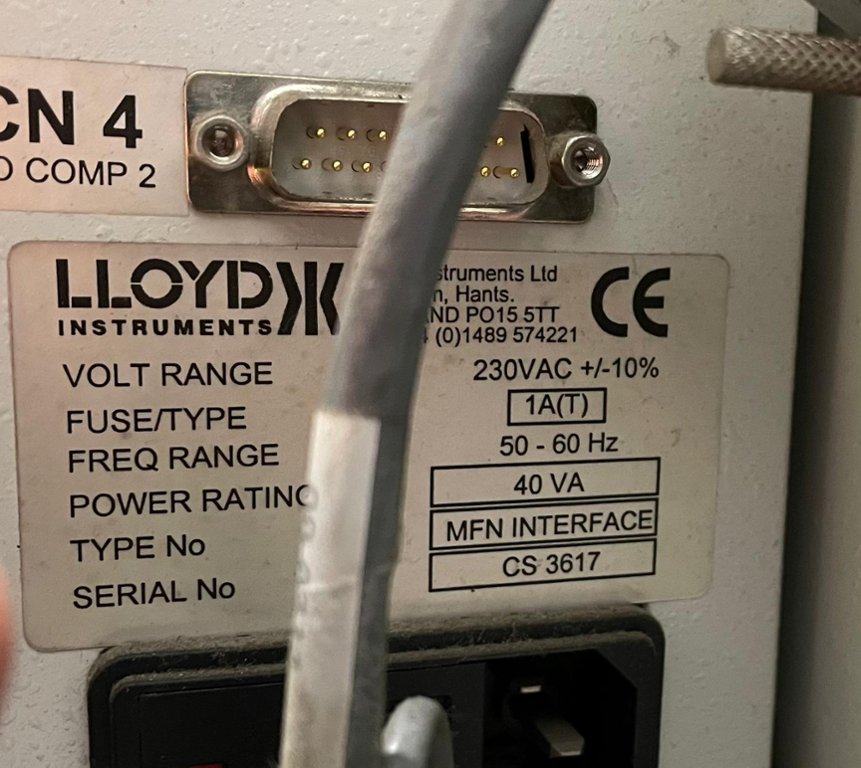 CN 4
COMP 2
LLOYD
INSTRUMENTS
struments Ltd
Hants.
ND PO15 5TT
(0)1489 574221
CE
VOLT RANGE 230VAC +/-10%
FUSE/TYPE 1A(T)
FREQ RANGE 50 - 60 Hz
POWER RATING 40 VA
TYPE No MFN INTERFACE
SERIAL No CS 3617